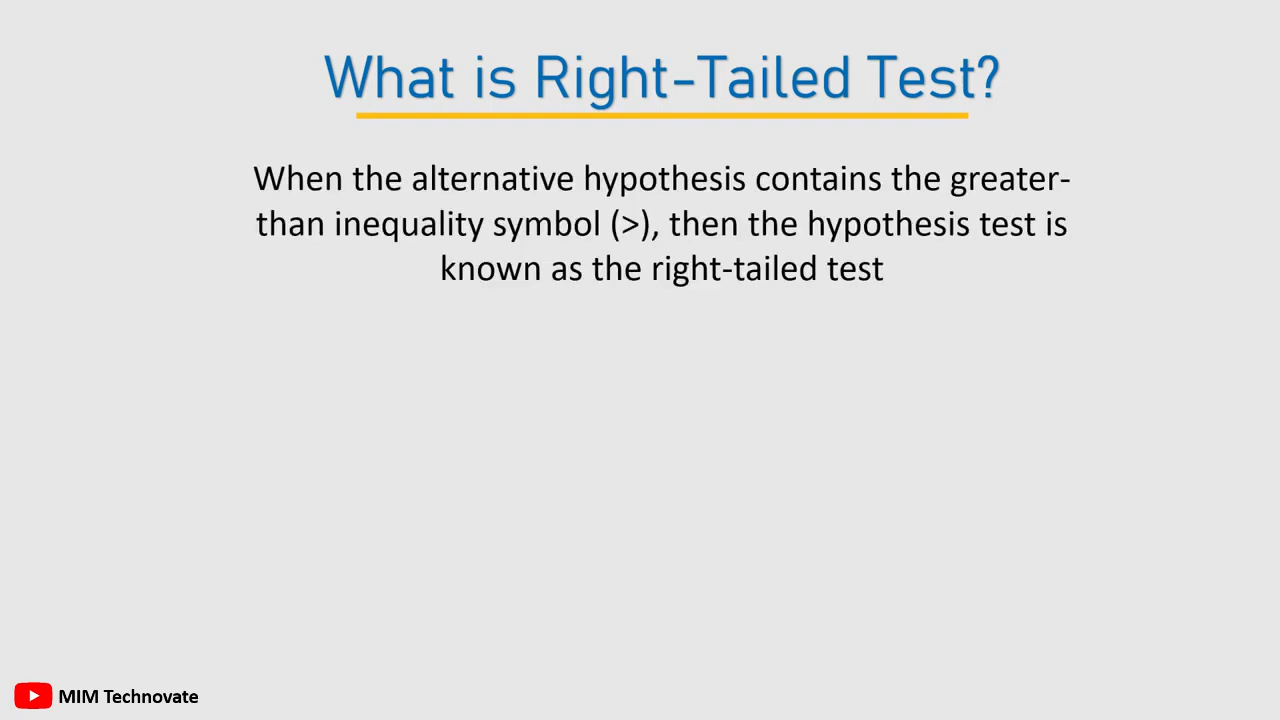 What is Right-Tailed Test?
When the alternative hypothesis contains the greater-
than inequality symbol (>), then the hypothesis test is
known as the right-tailed test
MIM Technovate